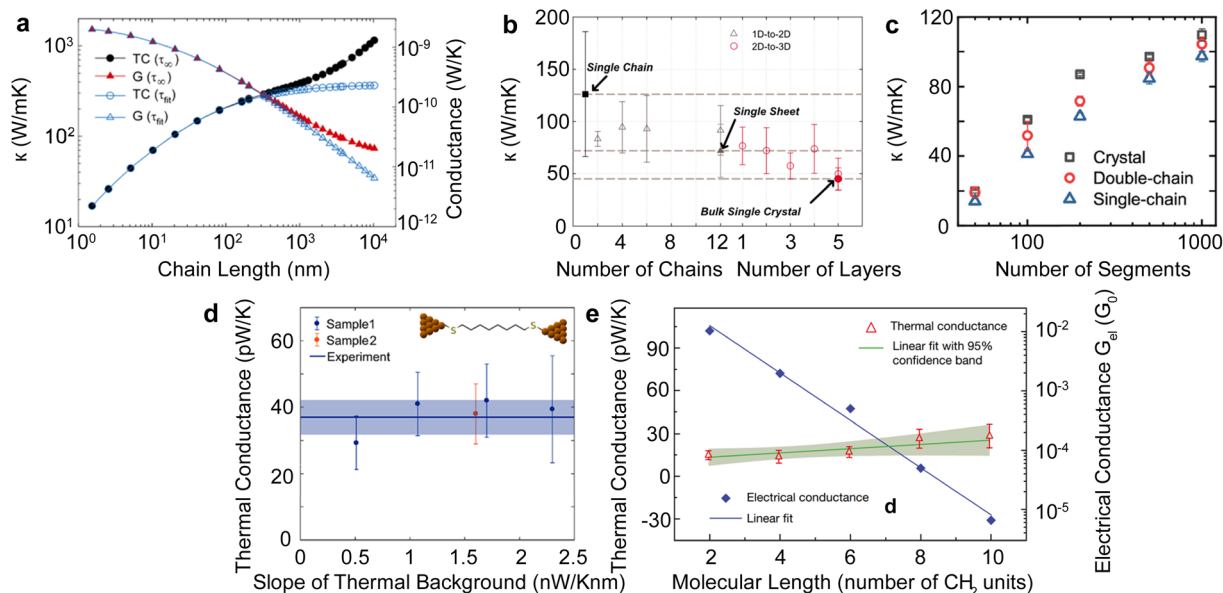 a
κ (W/mK)
10³
10²
10¹
TC (τ∞)
G (τ∞)
TC (τfit)
G (τfit)
10⁻⁹
10⁻¹⁰
10⁻¹¹
10⁻¹²
Conductance (W/K)
10⁰ 10¹ 10² 10³ 10⁴
Chain Length (nm)
b
κ (W/mK)
200
150
100
50
0
1D-to-2D
2D-to-3D
Single Chain
Single Sheet
Bulk Single Crystal
0 4 8 12 1 3 5
Number of Chains Number of Layers
c
κ (W/mK)
120
80
40
0
Crystal
Double-chain
Single-chain
100 1000
Number of Segments
d
Thermal Conductance (pW/K)
60
40
20
0
Sample1
Sample2
Experiment
S S
0 0.5 1 1.5 2 2.5
Slope of Thermal Background (nW/Knm)
e
Thermal Conductance (pW/K)
90
60
30
15
0
-30
Thermal conductance
Linear fit with 95%
confidence band
Electrical conductance
Linear fit
d
10⁻²
10⁻³
10⁻⁴
10⁻⁵
Electrical Conductance Gel (G0)
2 4 6 8 10
Molecular Length (number of CH2 units)